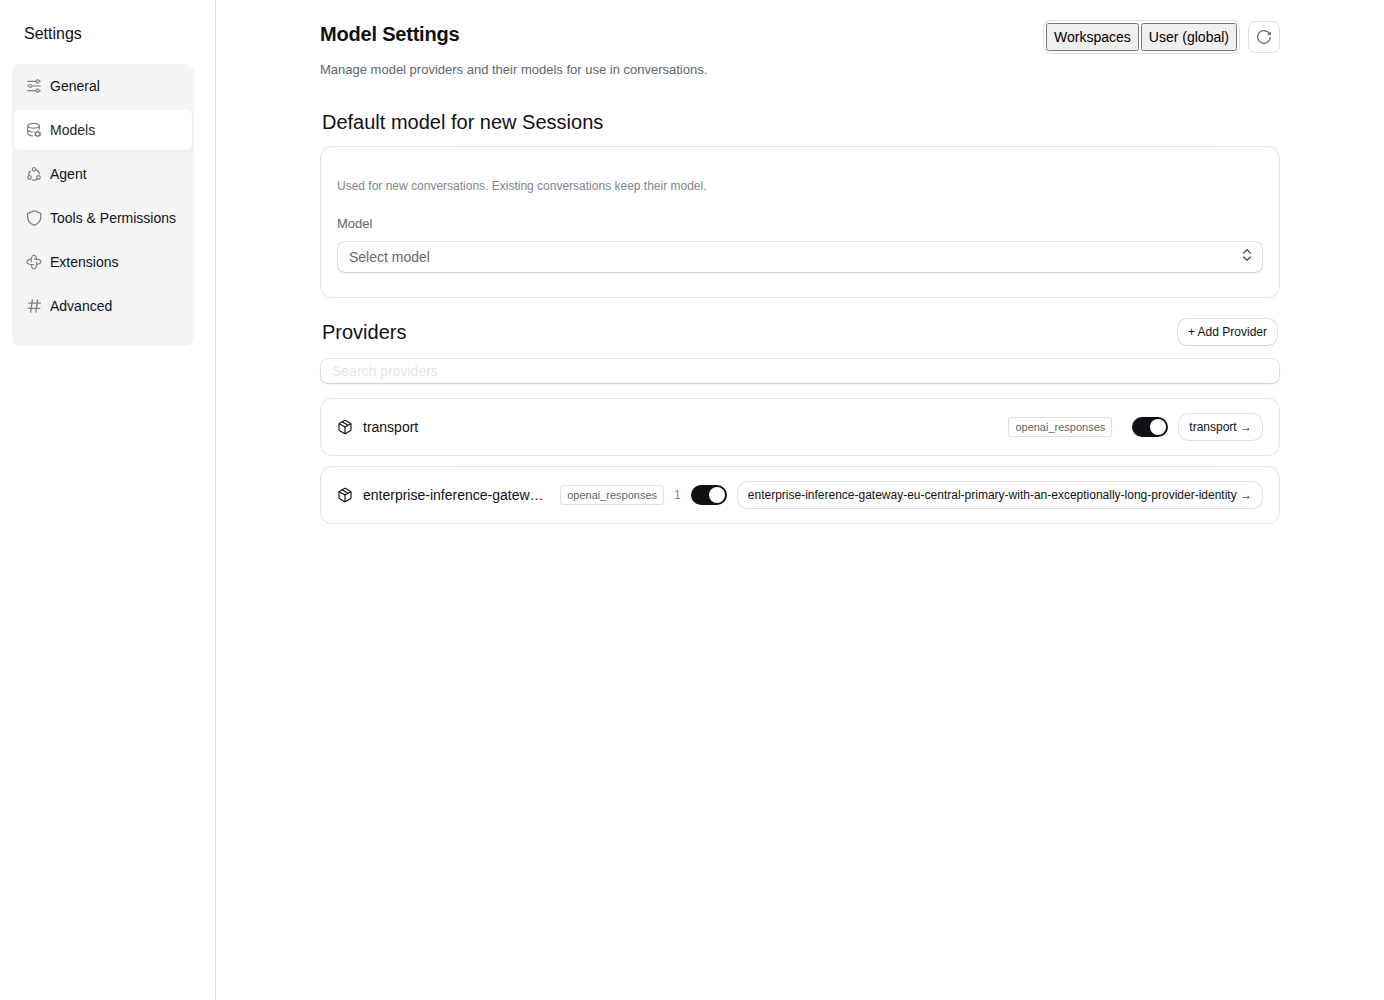 Settings
General
Models
Agent
Tools & Permissions
Extensions
Advanced
Model Settings
Workspaces User (global)
Manage model providers and their models for use in conversations.
Default model for new Sessions
Used for new conversations. Existing conversations keep their model.
Model
Select model
Providers
+ Add Provider
Search providers
transport openai_responses transport →
enterprise-inference-gatew… openai_responses 1 enterprise-inference-gateway-eu-central-primary-with-an-exceptionally-long-provider-identity →